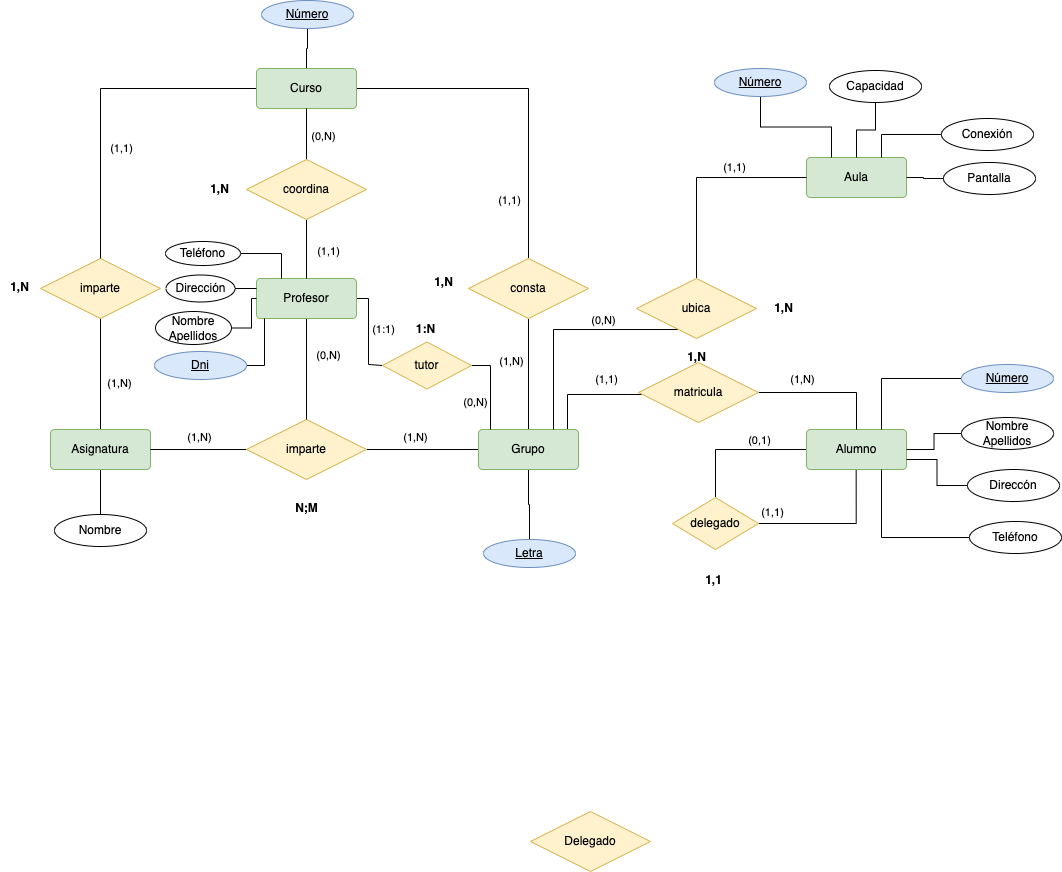 Número
Curso
Número
Capacidad
Conexión
(0,N)
(1,1)
(1,1)
Aula
Pantalla
1,N
coordina
(1,1)
(1,1)
Teléfono
1,N
imparte
Dirección
Profesor
1,N
consta
ubica
1,N
Nombre
Apellidos
(1:1)
1:N
(0,N)
Dni
(0,N)
tutor
(1,N)
1,N
(1,N)
(0,N)
(1,1)
matricula
(1,N)
Número
Asignatura
(1,N)
imparte
(1,N)
Grupo
(0,1)
Alumno
Nombre
Apellidos
Direccón
N;M
delegado
(1,1)
Nombre
Letra
Teléfono
1,1
Delegado